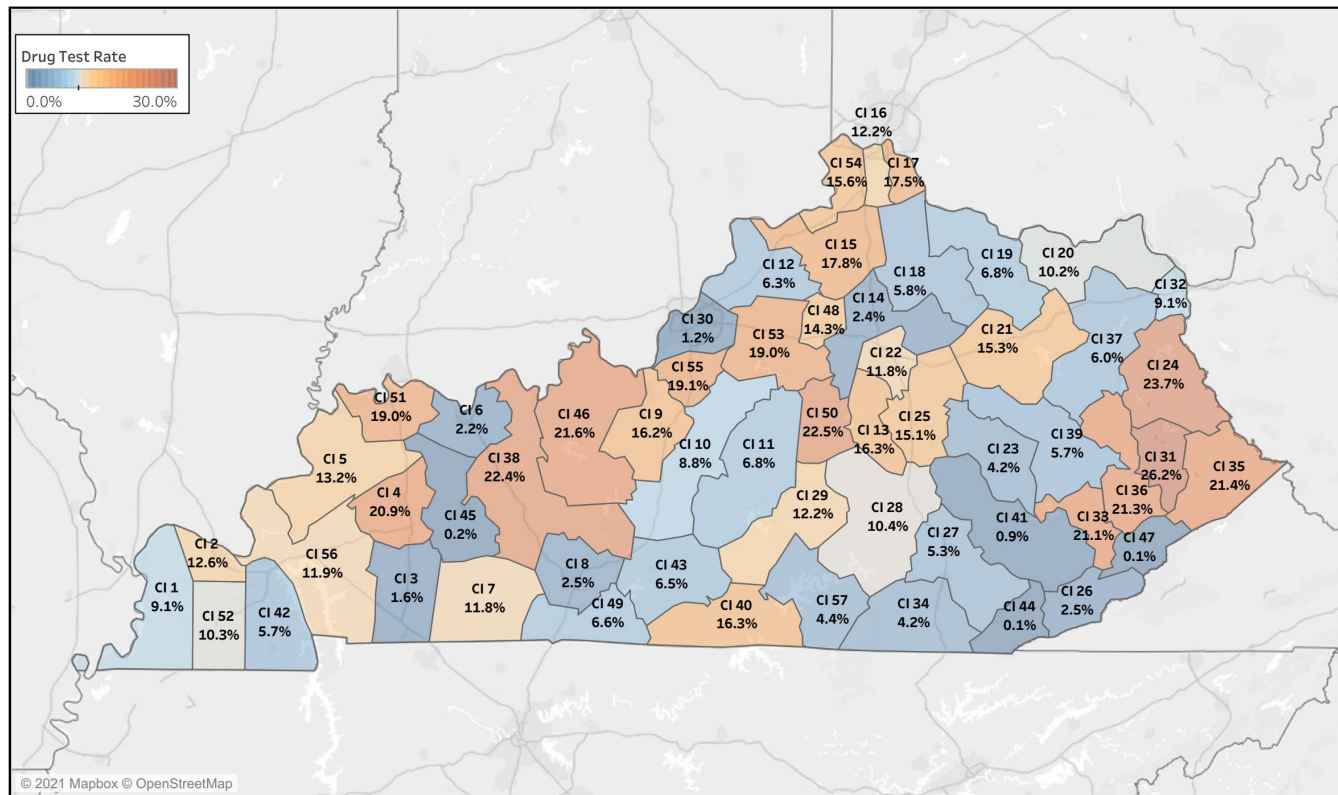 Drug Test Rate
0.0% 30.0%
CI 16
12.2%
CI 54
15.6%
CI 17
17.5%
CI 15
17.8%
CI 12
6.3%
CI 18
5.8%
CI 19
6.8%
CI 20
10.2%
CI 32
9.1%
CI 14
2.4%
CI 48
14.3%
CI 30
1.2%
CI 53
19.0%
CI 21
15.3%
CI 37
6.0%
CI 22
11.8%
CI 24
23.7%
CI 55
19.1%
CI 51
19.0%
CI 6
2.2%
CI 46
21.6%
CI 9
16.2%
CI 50
22.5%
CI 13
16.3%
CI 25
15.1%
CI 10
8.8%
CI 11
6.8%
CI 23
4.2%
CI 39
5.7%
CI 31
26.2%
CI 35
21.4%
CI 5
13.2%
CI 38
22.4%
CI 4
20.9%
CI 45
0.2%
CI 29
12.2%
CI 28
10.4%
CI 36
21.3%
CI 41
0.9%
CI 33
21.1%
CI 47
0.1%
CI 27
5.3%
CI 2
12.6%
CI 56
11.9%
CI 8
2.5%
CI 43
6.5%
CI 1
9.1%
CI 52
10.3%
CI 42
5.7%
CI 3
1.6%
CI 7
11.8%
CI 49
6.6%
CI 40
16.3%
CI 57
4.4%
CI 34
4.2%
CI 44
0.1%
CI 26
2.5%
© 2021 Mapbox © OpenStreetMap